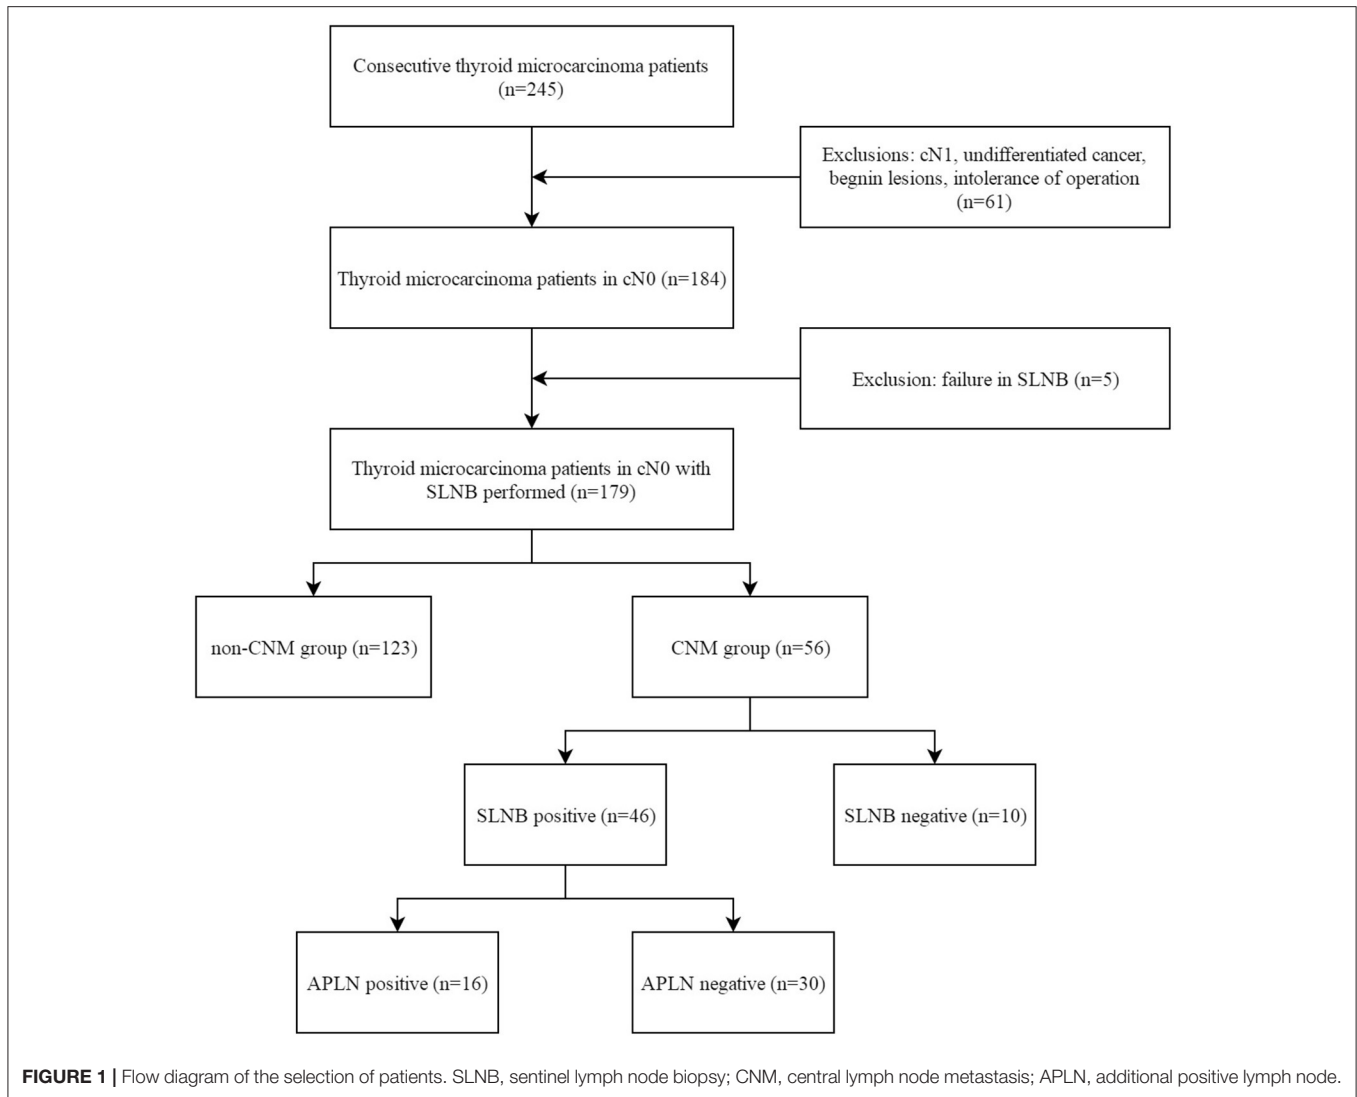 Consecutive thyroid microcarcinoma patients
(n=245)
Exclusions: cN1, undifferentiated cancer,
begnin lesions, intolerance of operation
(n=61)
Thyroid microcarcinoma patients in cN0 (n=184)
Exclusion: failure in SLNB (n=5)
Thyroid microcarcinoma patients in cN0 with
SLNB performed (n=179)
non-CNM group (n=123)
CNM group (n=56)
SLNB positive (n=46)
SLNB negative (n=10)
APLN positive (n=16)
APLN negative (n=30)
FIGURE 1 | Flow diagram of the selection of patients. SLNB, sentinel lymph node biopsy; CNM, central lymph node metastasis; APLN, additional positive lymph node.